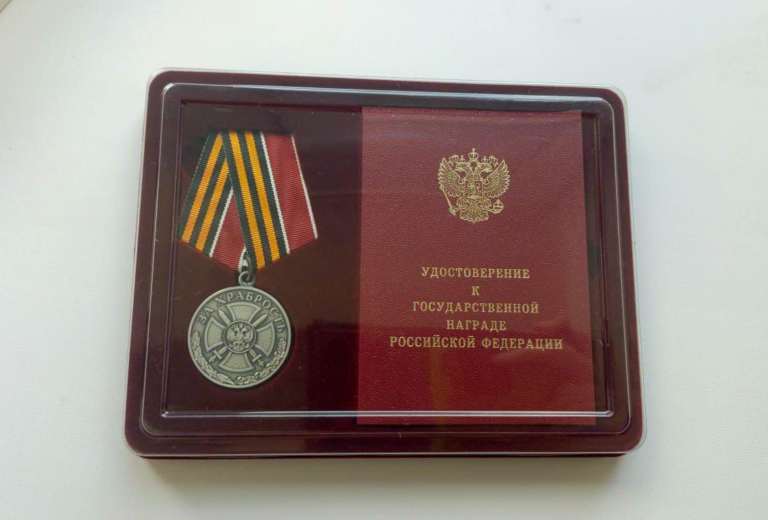 ЗА ХРАБРОСТЬ
УДОСТОВЕРЕНИЕ
К
ГОСУДАРСТВЕННОЙ
НАГРАДЕ
РОССИЙСКОЙ ФЕДЕРАЦИИ